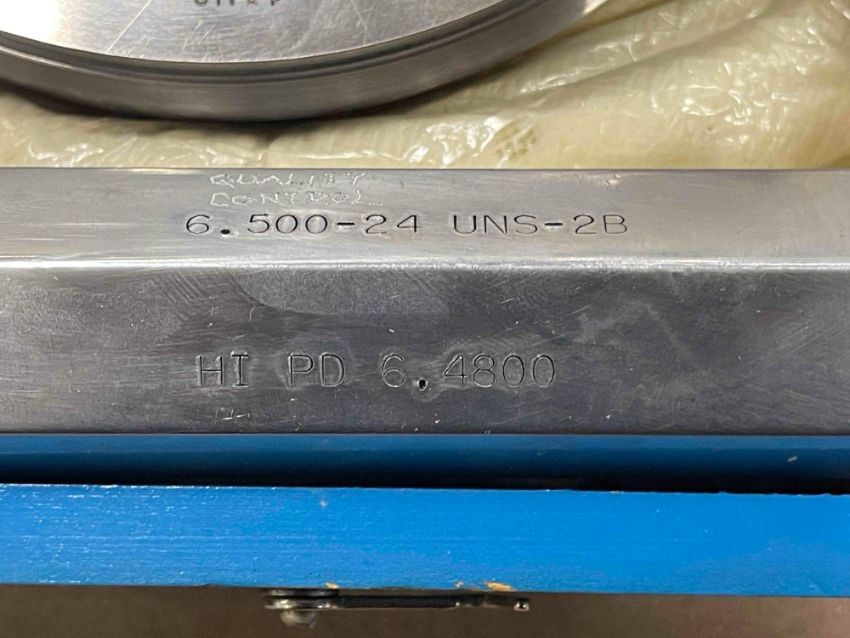 QUALITY
CONTROL
6.500-24 UNS-2B
HI PD 6.4800